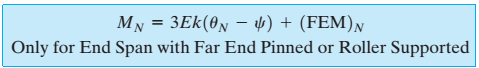 M_N = 3Ek(θ_N − ψ) + (FEM)_N
Only for End Span with Far End Pinned or Roller Supported